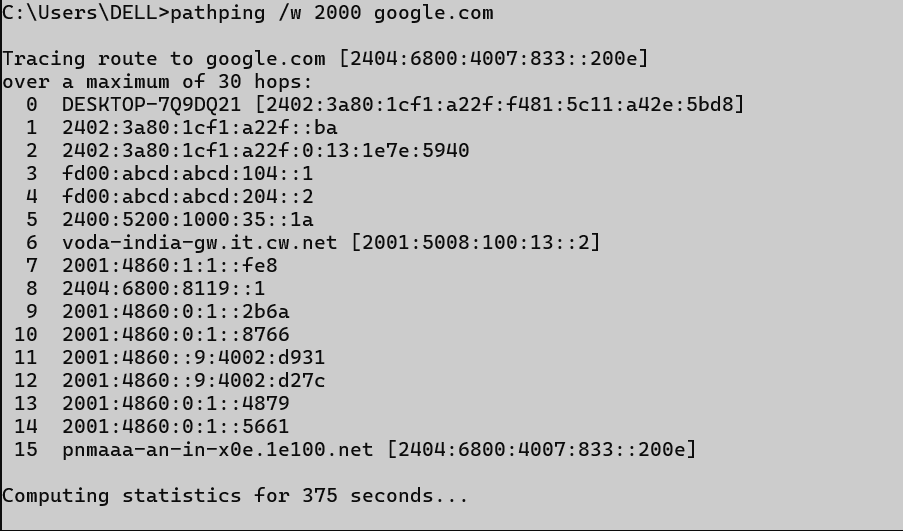 C:\Users\DELL>pathping /w 2000 google.com
Tracing route to google.com [2404:6800:4007:833::200e]
over a maximum of 30 hops:
0 DESKTOP-7Q9DQ21 [2402:3a80:1cf1:a22f:f481:5c11:a42e:5bd8]
1 2402:3a80:1cf1:a22f::ba
2 2402:3a80:1cf1:a22f:0:13:1e7e:5940
3 fd00:abcd:abcd:104::1
4 fd00:abcd:abcd:204::2
5 2400:5200:1000:35::1a
6 voda-india-gw.it.cw.net [2001:5008:100:13::2]
7 2001:4860:1:1::fe8
8 2404:6800:8119::1
9 2001:4860:0:1::2b6a
10 2001:4860:0:1::8766
11 2001:4860::9:4002:d931
12 2001:4860::9:4002:d27c
13 2001:4860:0:1::4879
14 2001:4860:0:1::5661
15 pnmaaa-an-in-x0e.1e100.net [2404:6800:4007:833::200e]
Computing statistics for 375 seconds...